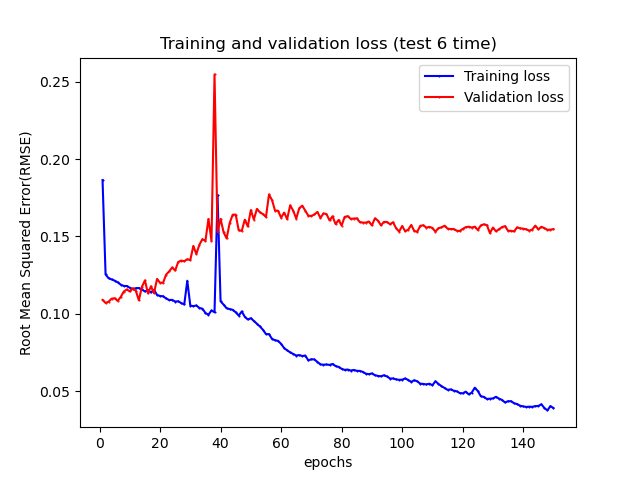 Training and validation loss (test 6 time)
Training loss
Validation loss
Root Mean Squared Error(RMSE)
0.25
0.20
0.15
0.10
0.05
0 20 40 60 80 100 120 140
epochs